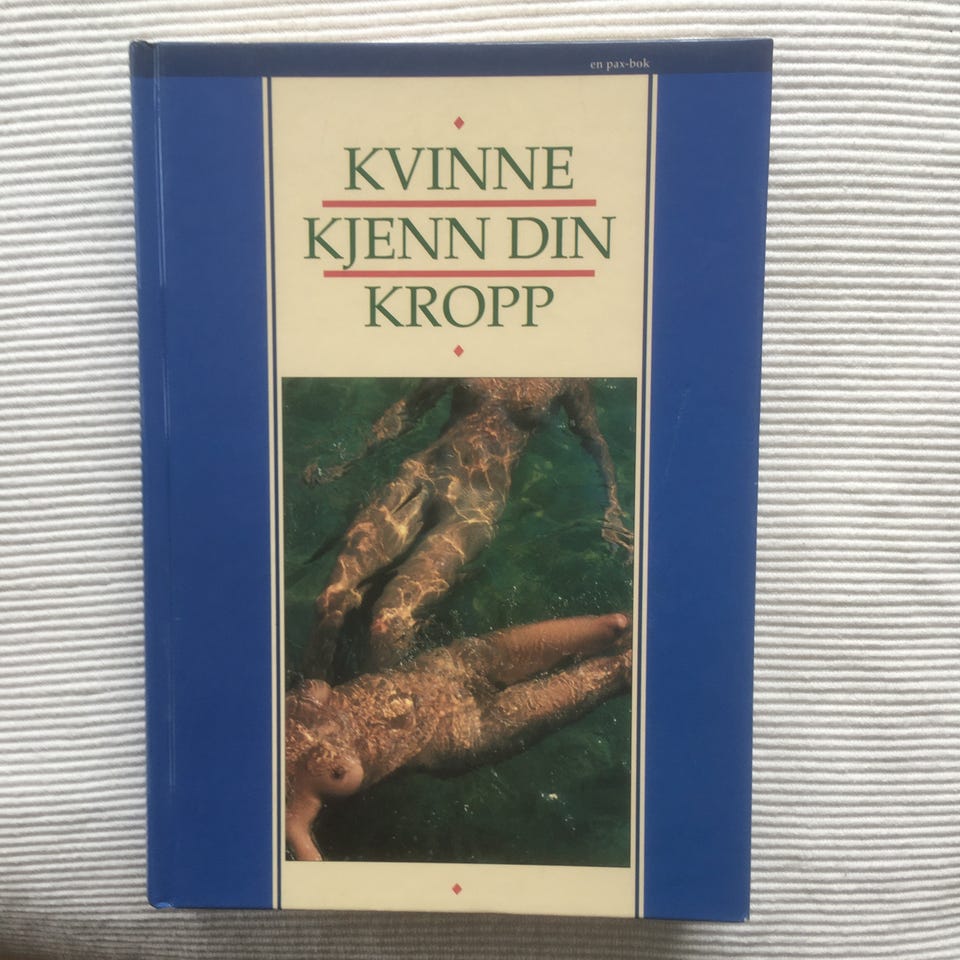 en pax-bok
KVINNE
KJENN DIN
KROPP